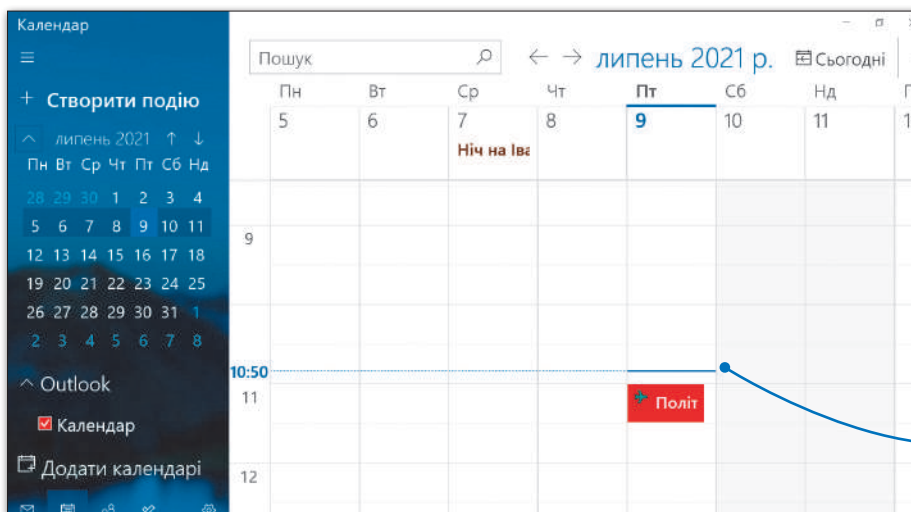 Календар
+ Створити подію
липень 2021
Пн Вт Ср Чт Пт Сб Нд
28 29 30 1 2 3 4
5 6 7 8 9 10 11
12 13 14 15 16 17 18
19 20 21 22 23 24 25
26 27 28 29 30 31 1
2 3 4 5 6 7 8
Outlook
Календар
Додати календарі
Пошук
липень 2021 р.
Сьогодні
Пн Вт Ср Чт Пт Сб Нд
5 6 7 8 9 10 11 1
Ніч на Іва
9
10:50
11
Політ
12